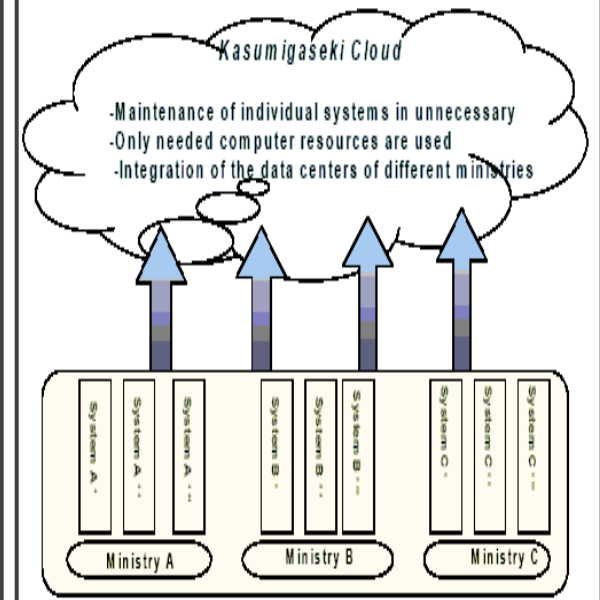 Kasumigaseki Cloud
-Maintenance of individual systems in unnecessary
-Only needed computer resources are used
-Integration of the data centers of different ministries
System A '
System A ' '
System A ' ' '
System B '
System B ' '
System B ' ' '
System C '
System C ' '
System C ' ' '
Ministry A
Ministry B
Ministry C